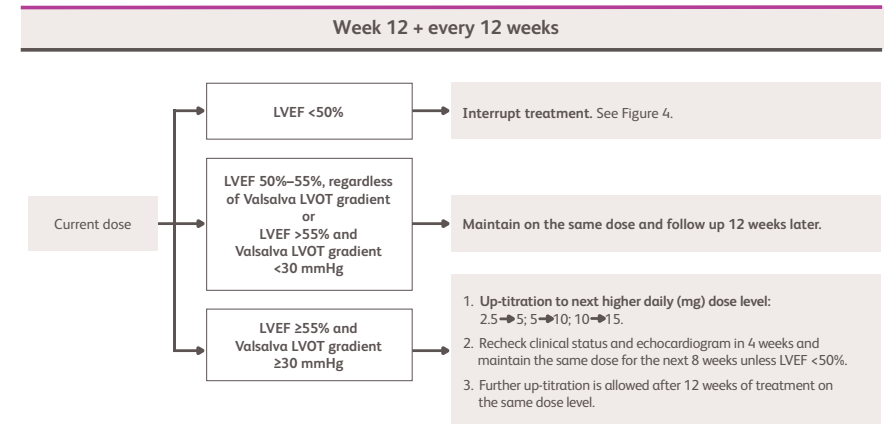 Week 12 + every 12 weeks
LVEF <50%
Interrupt treatment. See Figure 4.
Current dose
LVEF 50%–55%, regardless
of Valsalva LVOT gradient
or
LVEF >55% and
Valsalva LVOT gradient
<30 mmHg
Maintain on the same dose and follow up 12 weeks later.
LVEF ≥55% and
Valsalva LVOT gradient
≥30 mmHg
1. Up-titration to next higher daily (mg) dose level:
2.5➔5; 5➔10; 10➔15.
2. Recheck clinical status and echocardiogram in 4 weeks and
maintain the same dose for the next 8 weeks unless LVEF <50%.
3. Further up-titration is allowed after 12 weeks of treatment on
the same dose level.